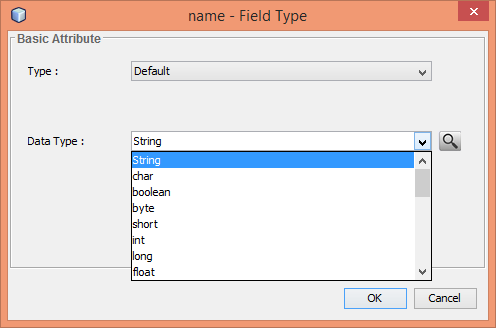 name - Field Type
Basic Attribute
Type :
Default
Data Type :
String
String
char
boolean
byte
short
int
long
float
OK
Cancel